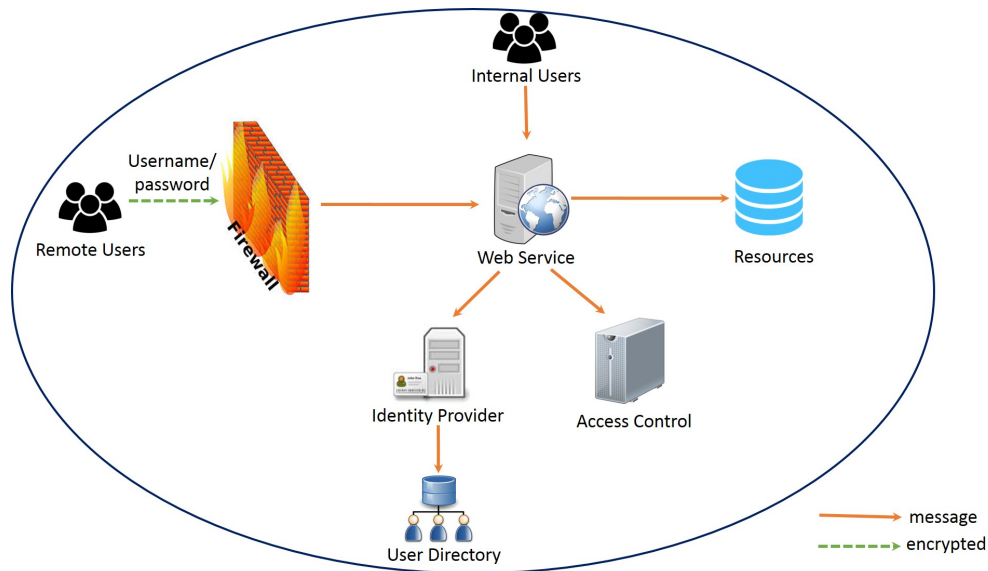 Internal Users
Username/
password
Remote Users
Firewall
Web Service
Resources
Identity Provider
Access Control
User Directory
message
encrypted